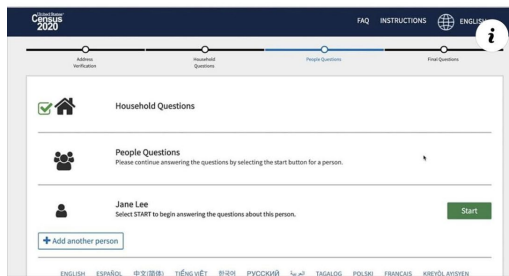 United States®
Census
2020
FAQ INSTRUCTIONS ENGLISH
i
Address
Verification
Household
Questions
People Questions
Final Questions
Household Questions
People Questions
Please continue answering the questions by selecting the start button for a person.
Jane Lee
Select START to begin answering the questions about this person.
Start
+ Add another person
ENGLISH ESPAÑOL 中文(简体) TIẾNG VIỆT 한국어 РУССКИЙ العربية TAGALOG POLSKI FRANÇAIS KREYÒL AYISYEN